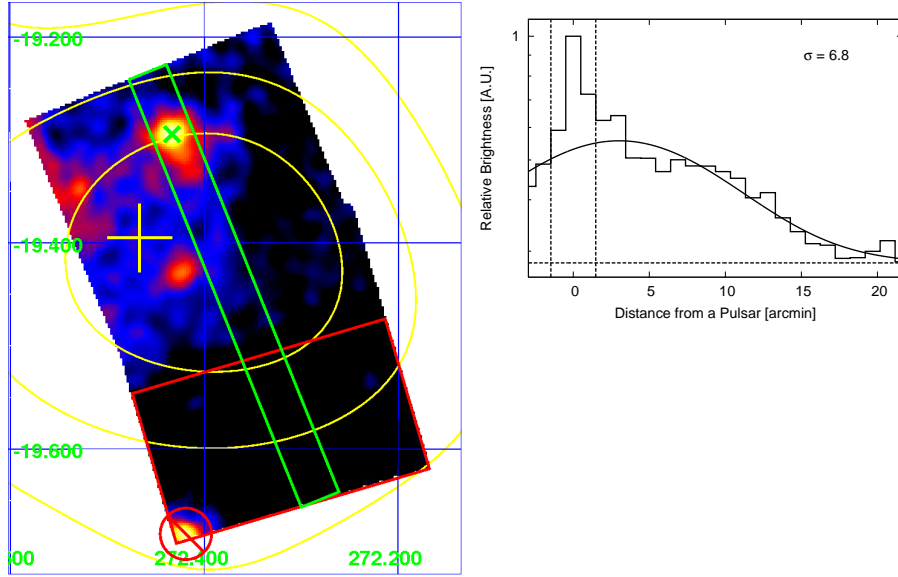 -19.200
-19.400
-19.600
600 272.400 272.200
1
σ = 6.8
Relative Brightness [A.U.]
0 5 10 15 20
Distance from a Pulsar [arcmin]